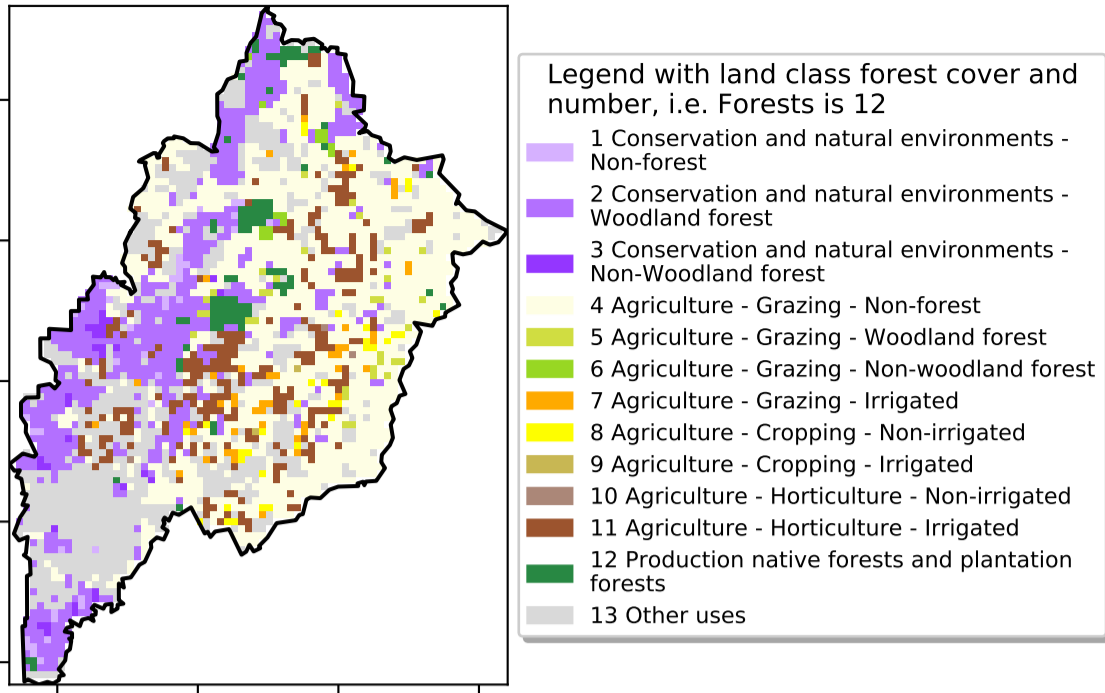 Legend with land class forest cover and
number, i.e. Forests is 12
1 Conservation and natural environments -
Non-forest
2 Conservation and natural environments -
Woodland forest
3 Conservation and natural environments -
Non-Woodland forest
4 Agriculture - Grazing - Non-forest
5 Agriculture - Grazing - Woodland forest
6 Agriculture - Grazing - Non-woodland forest
7 Agriculture - Grazing - Irrigated
8 Agriculture - Cropping - Non-irrigated
9 Agriculture - Cropping - Irrigated
10 Agriculture - Horticulture - Non-irrigated
11 Agriculture - Horticulture - Irrigated
12 Production native forests and plantation
forests
13 Other uses